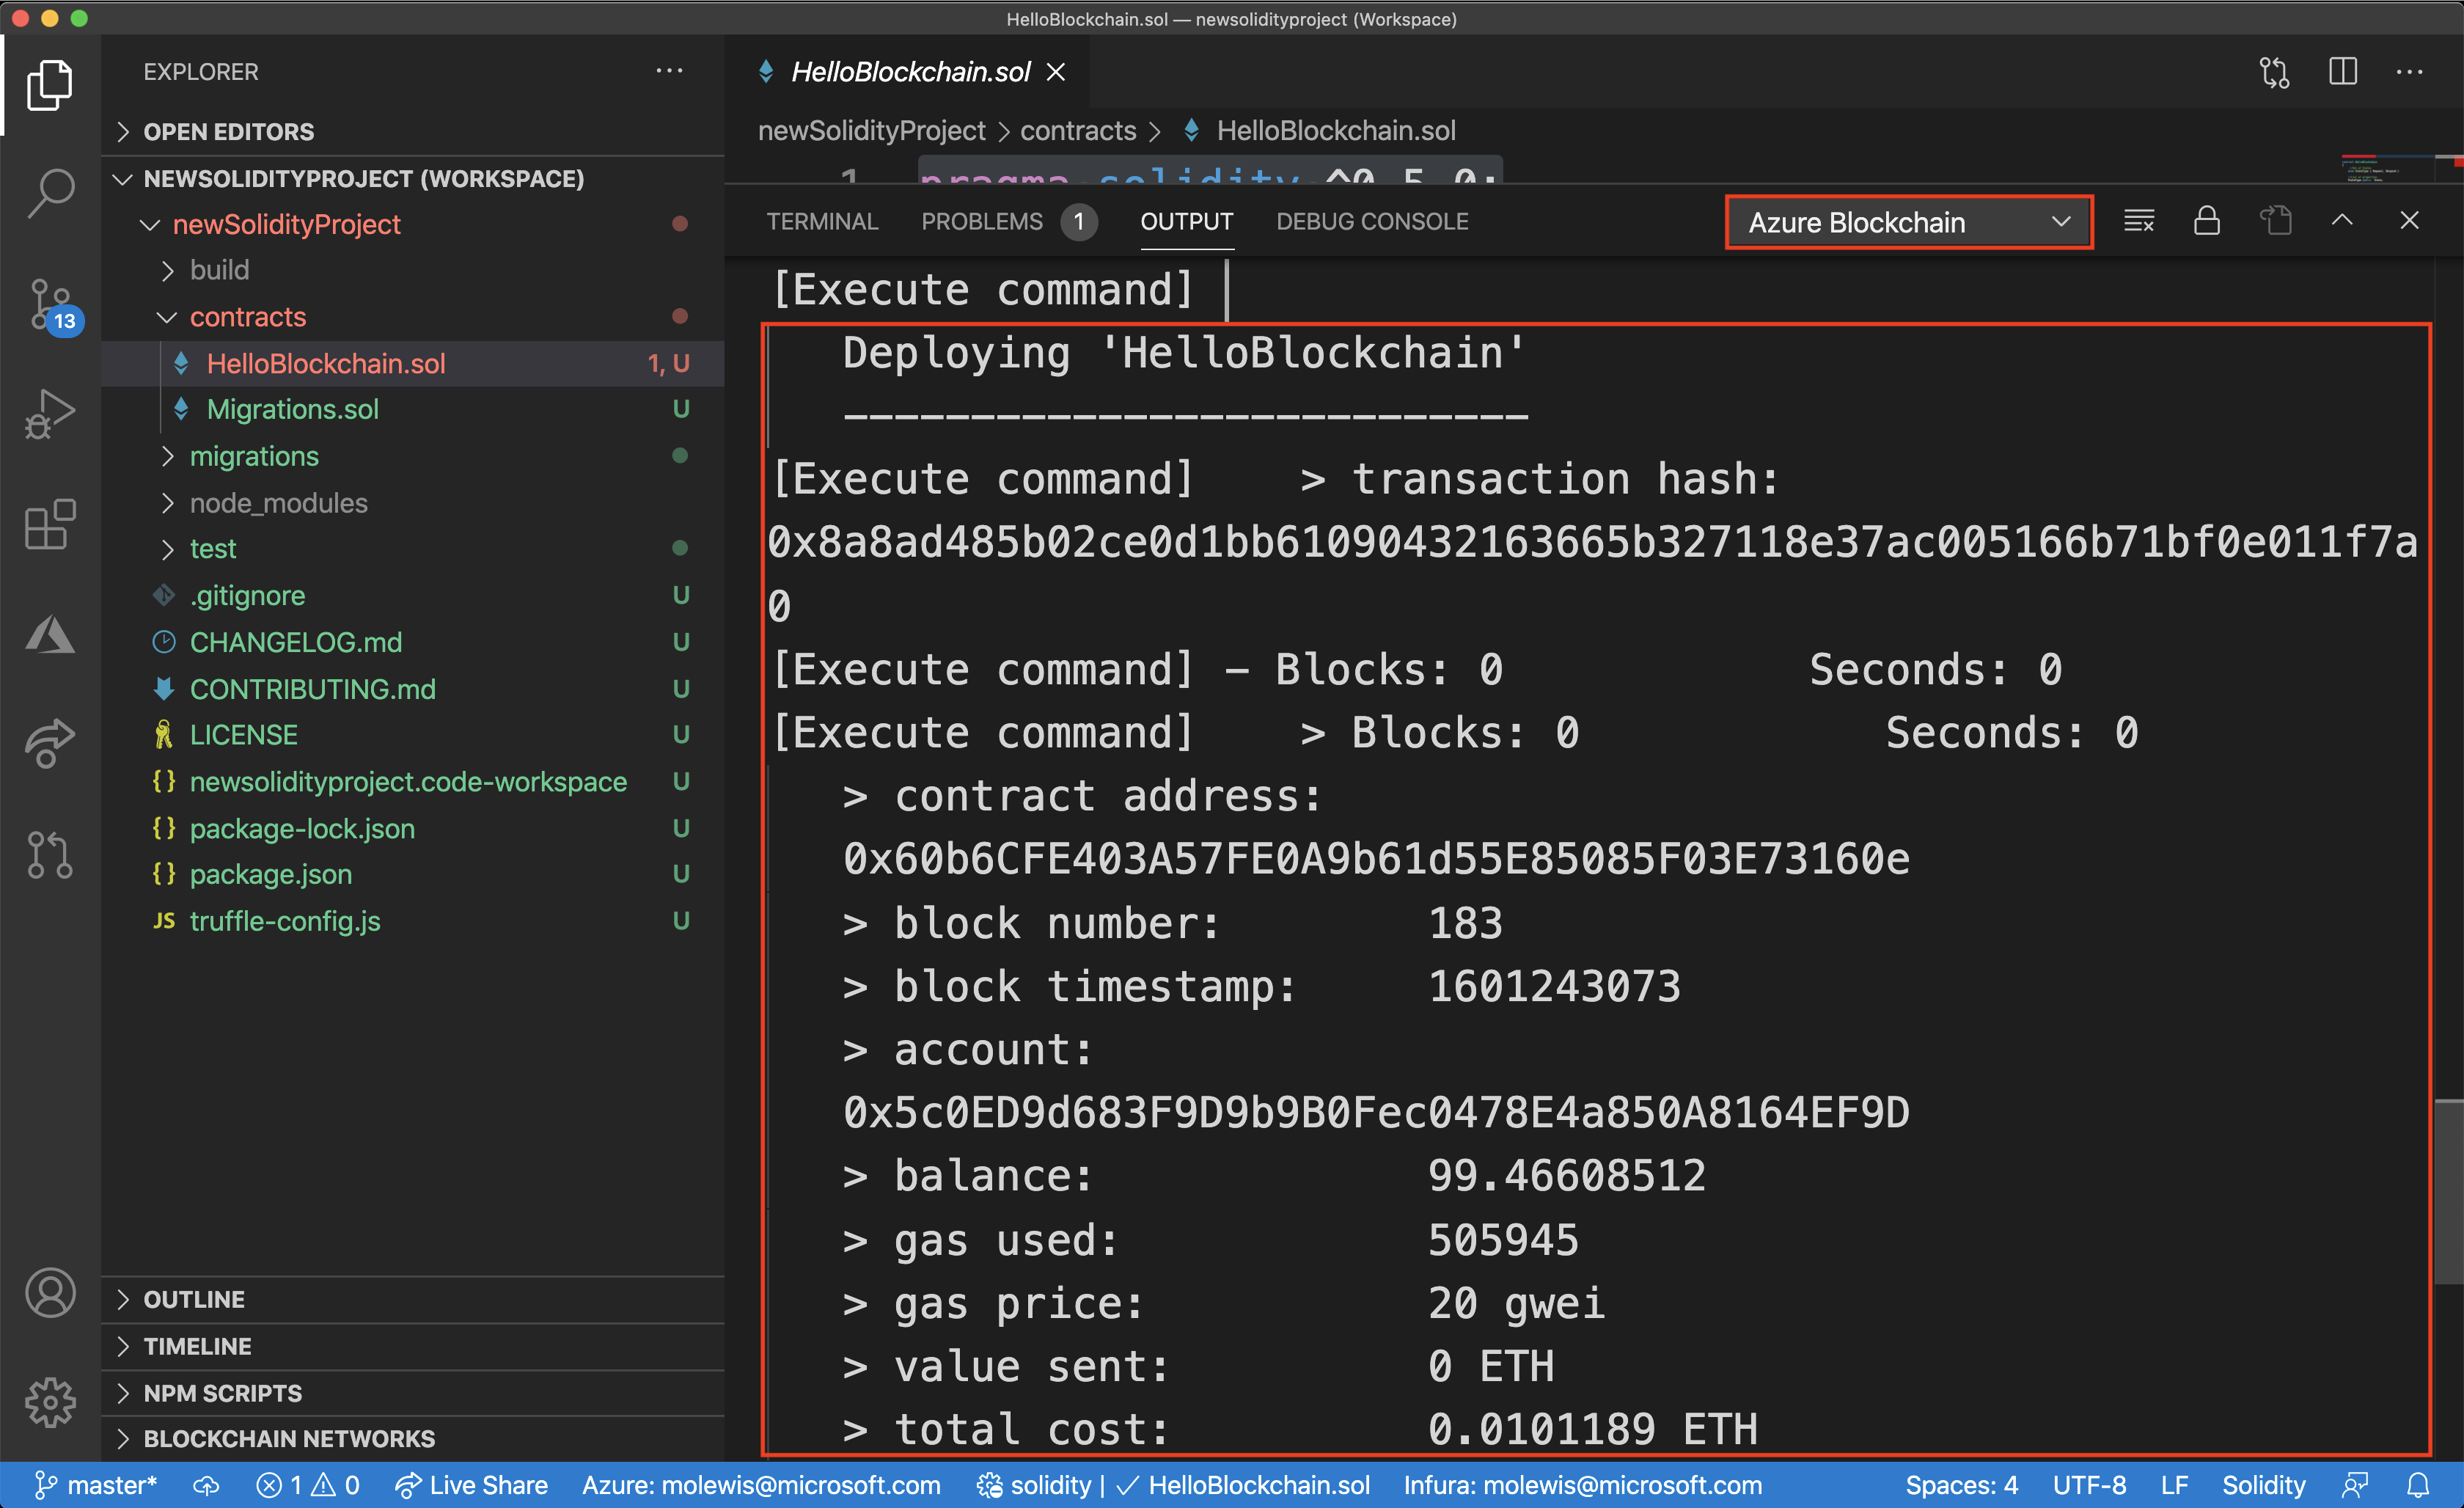 HelloBlockchain.sol — newsolidityproject (Workspace)
EXPLORER
OPEN EDITORS
NEWSOLIDITYPROJECT (WORKSPACE)
newSolidityProject
build
contracts
HelloBlockchain.sol 1, U
Migrations.sol U
migrations
node_modules
test
.gitignore U
CHANGELOG.md U
CONTRIBUTING.md U
LICENSE U
{} newsolidityproject.code-workspace U
{} package-lock.json U
{} package.json U
JS truffle-config.js U
OUTLINE
TIMELINE
NPM SCRIPTS
BLOCKCHAIN NETWORKS
13
HelloBlockchain.sol
newSolidityProject > contracts > HelloBlockchain.sol
1 pragma solidity ^0.5.0;
TERMINAL PROBLEMS 1 OUTPUT DEBUG CONSOLE Azure Blockchain
[Execute command]
Deploying 'HelloBlockchain'
---------------------------
[Execute command] > transaction hash:
0x8a8ad485b02ce0d1bb61090432163665b327118e37ac005166b71bf0e011f7a
0
[Execute command] - Blocks: 0 Seconds: 0
[Execute command] > Blocks: 0 Seconds: 0
> contract address:
0x60b6CFE403A57FE0A9b61d55E85085F03E73160e
> block number: 183
> block timestamp: 1601243073
> account:
0x5c0ED9d683F9D9b9B0Fec0478E4a850A8164EF9D
> balance: 99.46608512
> gas used: 505945
> gas price: 20 gwei
> value sent: 0 ETH
> total cost: 0.0101189 ETH
master* 1 0 Live Share Azure: molewis@microsoft.com solidity | ✓ HelloBlockchain.sol Infura: molewis@microsoft.com Spaces: 4 UTF-8 LF Solidity